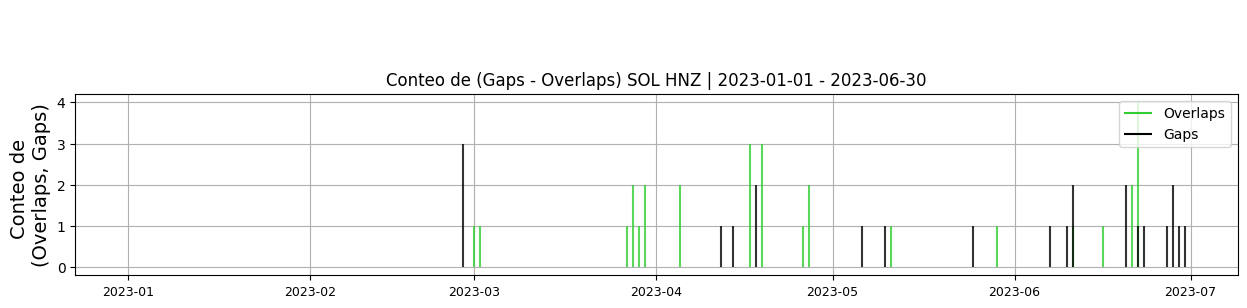 Conteo de (Gaps - Overlaps) SOL HNZ | 2023-01-01 - 2023-06-30
Conteo de
(Overlaps, Gaps)
4
3
2
1
0
Overlaps
Gaps
2023-01
2023-02
2023-03
2023-04
2023-05
2023-06
2023-07